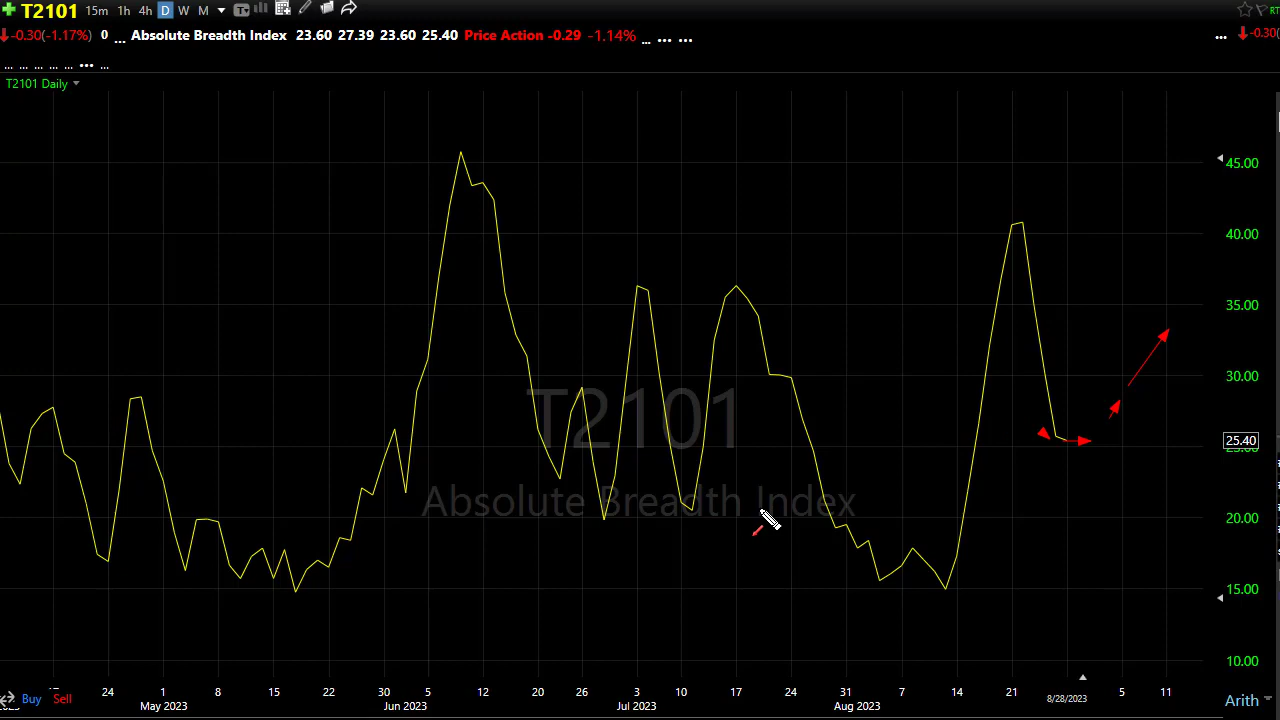 T2101 15m 1h 4h D W M T RT
-0.30(-1.17%) 0 ... Absolute Breadth Index 23.60 27.39 23.60 25.40 Price Action -0.29 -1.14% ... ... ... ... -0.30(
... ... ... ... ... ... ...
T2101 Daily
45.00
40.00
35.00
30.00
T2101
25.40
25.00
Absolute Breadth Index
20.00
15.00
10.00
Buy Sell
24 1 8 15 22 30 5 12 20 26 3 10 17 24 31 7 14 21 8/28/2023 5 11
May 2023 Jun 2023 Jul 2023 Aug 2023
Arith